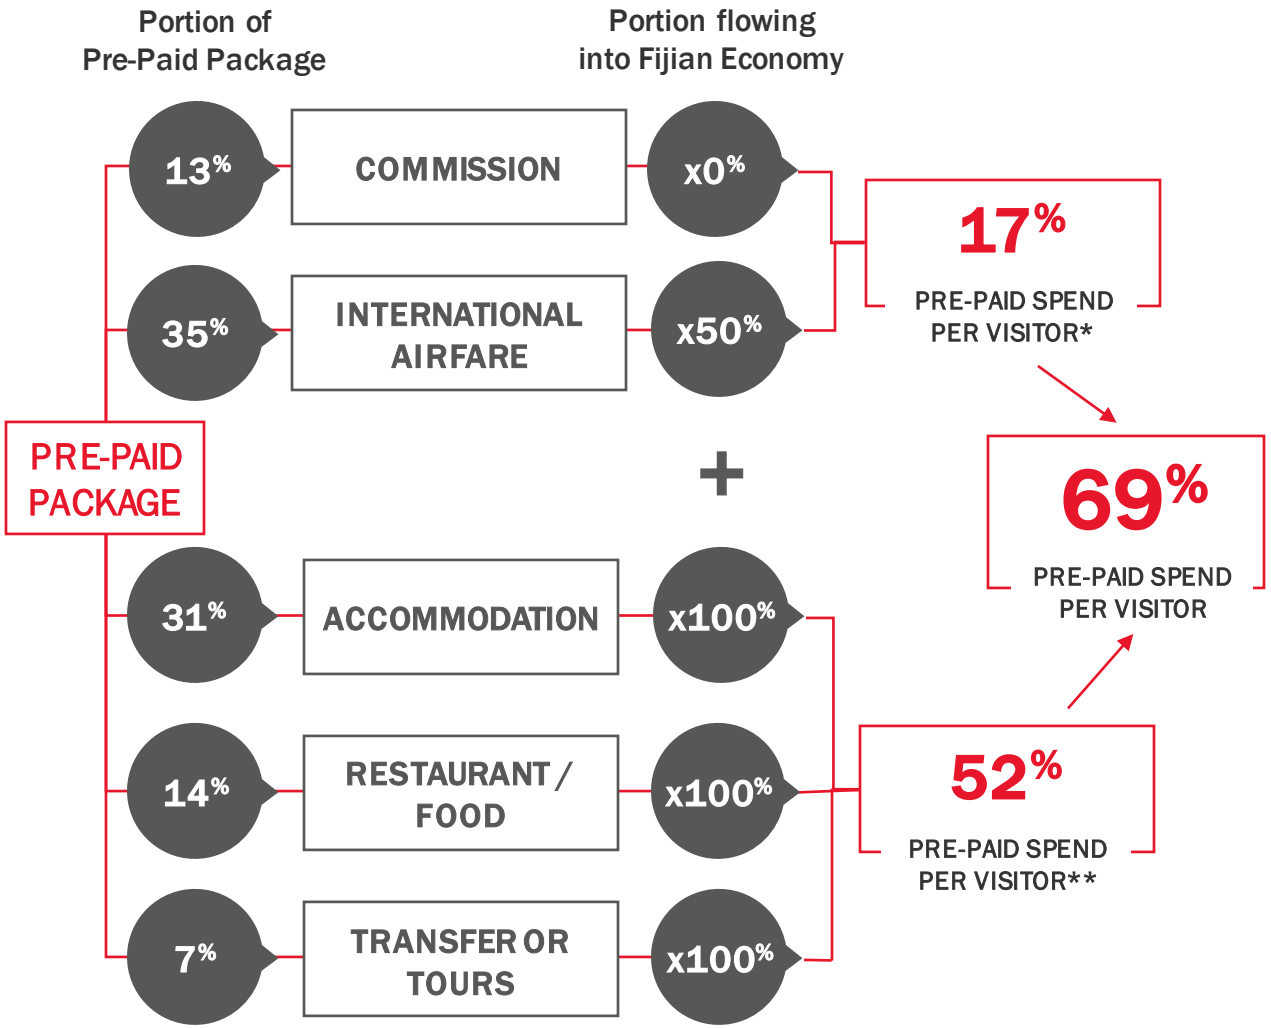 Portion of
Pre-Paid Package
Portion flowing
into Fijian Economy
13%
COMMISSION
x0%
17%
PRE-PAID SPEND
PER VISITOR*
35%
INTERNATIONAL
AIRFARE
x50%
PRE-PAID
PACKAGE
+
69%
PRE-PAID SPEND
PER VISITOR
31%
ACCOMMODATION
x100%
14%
RESTAURANT /
FOOD
x100%
52%
PRE-PAID SPEND
PER VISITOR**
7%
TRANSFER OR
TOURS
x100%